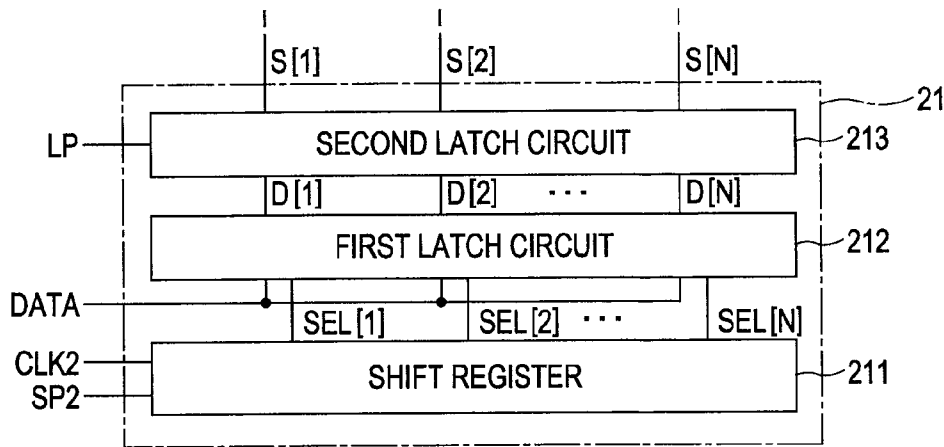 S[1] S[2] S[N]
21
LP SECOND LATCH CIRCUIT 213
D[1] D[2] ··· D[N]
FIRST LATCH CIRCUIT 212
DATA
SEL[1] SEL[2] ··· SEL[N]
CLK2
SHIFT REGISTER 211
SP2